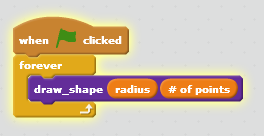 when clicked
forever
draw_shape radius # of points